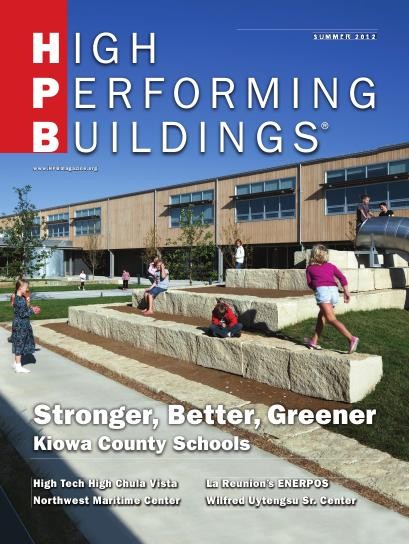 SUMMER 2012
HIGH
PERFORMING
BUILDINGS®
www.HPBmagazine.org
Stronger, Better, Greener
Kiowa County Schools
High Tech High Chula Vista
Northwest Maritime Center
La Reunion's ENERPOS
Wilfred Uytengsu Sr. Center